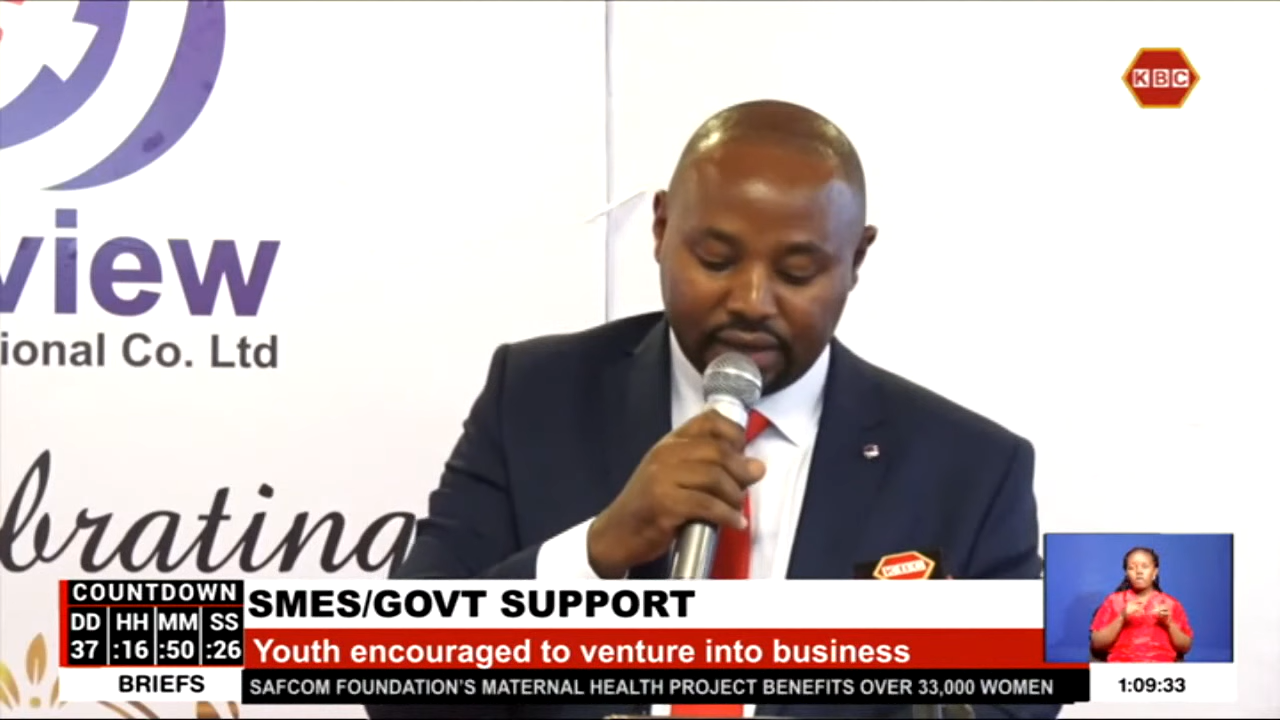 KBC
view
ional Co. Ltd
brating
COUNTDOWN
DD HH MM SS
37 :16 :50 :26
SMES/GOVT SUPPORT
Youth encouraged to venture into business
BRIEFS
SAFCOM FOUNDATION'S MATERNAL HEALTH PROJECT BENEFITS OVER 33,000 WOMEN
1:09:33